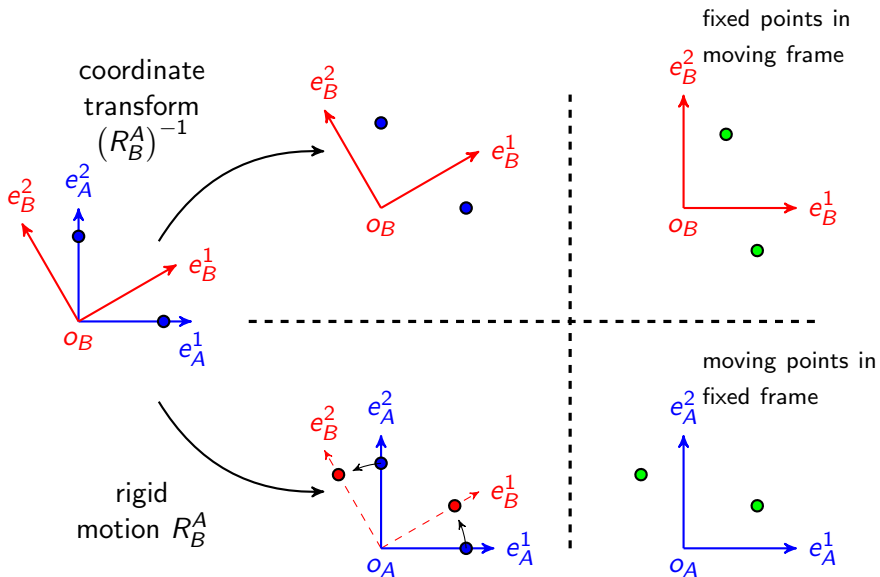 coordinate
transform
$(R_B^A)^{-1}$
$e_B^2$
$e_A^2$
$e_B^1$
$o_B$
$e_A^1$
$e_B^2$
$e_B^1$
$o_B$
fixed points in
moving frame
$e_B^2$
$e_B^1$
$o_B$
rigid
motion $R_B^A$
$e_B^2$
$e_A^2$
$e_B^1$
$e_A^1$
$o_A$
moving points in
fixed frame
$e_A^2$
$e_A^1$
$o_A$